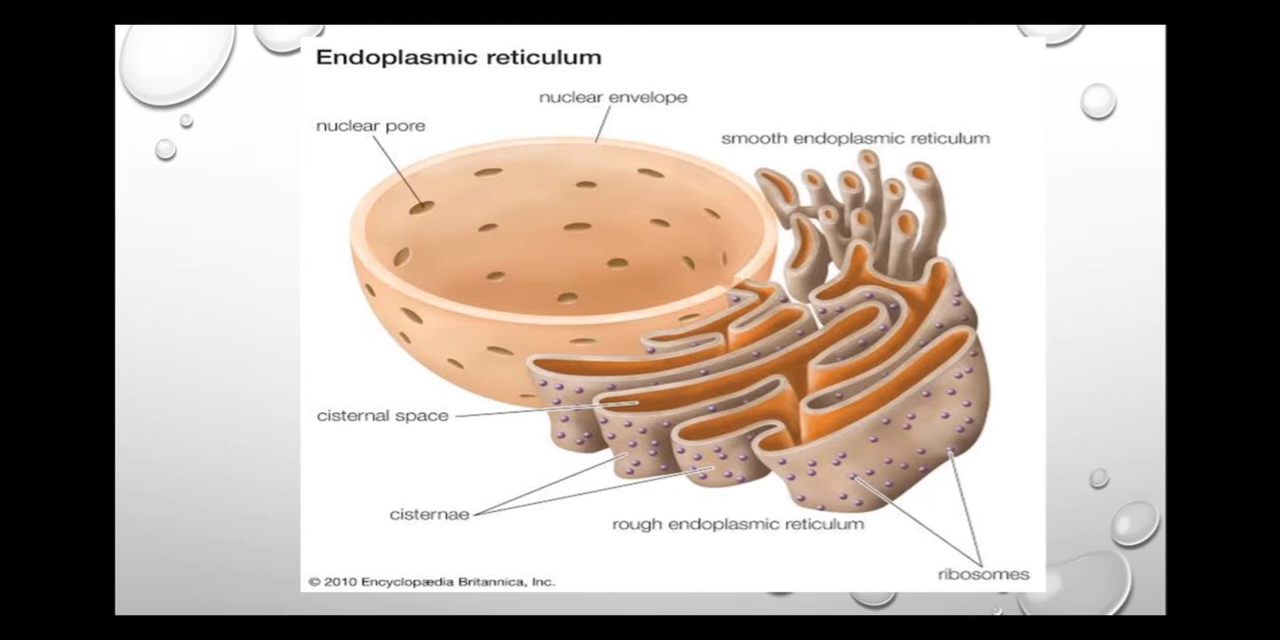 Endoplasmic reticulum
nuclear envelope
nuclear pore
smooth endoplasmic reticulum
cisternal space
cisternae
rough endoplasmic reticulum
ribosomes
© 2010 Encyclopædia Britannica, Inc.